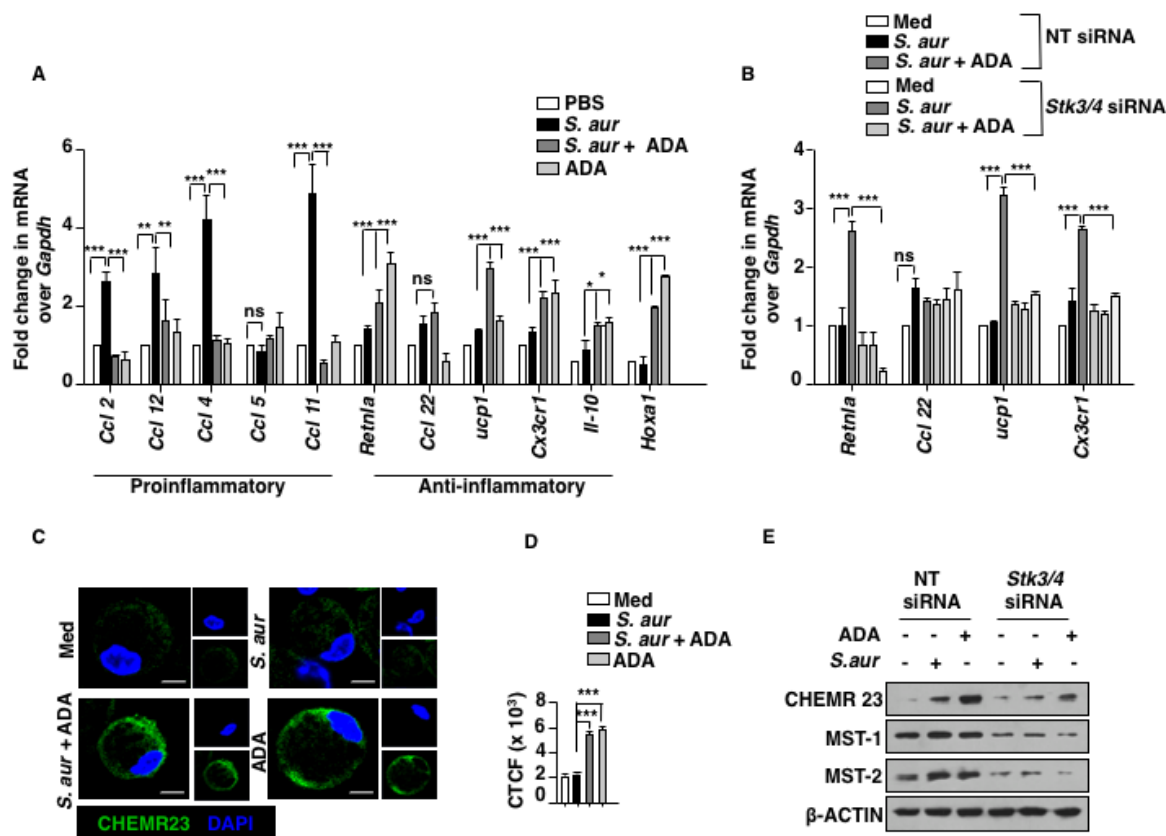 A
PBS
S. aur
S. aur + ADA
ADA
Fold change in mRNA
over Gapdh
6
4
2
0
*** ***
** **
*** ***
ns
*** ***
*** ***
ns
*** ***
*** ***
* *
*** ***
Ccl 2
Ccl 12
Ccl 4
Ccl 5
Ccl 11
Retnla
Ccl 22
ucp1
Cx3cr1
Il-10
Hoxa1
Proinflammatory
Anti-inflammatory
B
Med
S. aur
S. aur + ADA
NT siRNA
Med
S. aur
S. aur + ADA
Stk3/4 siRNA
Fold change in mRNA
over Gapdh
4
3
2
1
0
*** ***
ns
*** ***
*** ***
Retnla
Ccl 22
ucp1
Cx3cr1
C
Med
S. aur
S. aur + ADA
ADA
CHEMR23 DAPI
D
Med
S. aur
S. aur + ADA
ADA
CTCF (x 10³)
8
6
4
2
0
***
***
E
NT
siRNA
Stk3/4
siRNA
ADA - - + - - +
S.aur - + - - + -
CHEMR 23
MST-1
MST-2
β-ACTIN